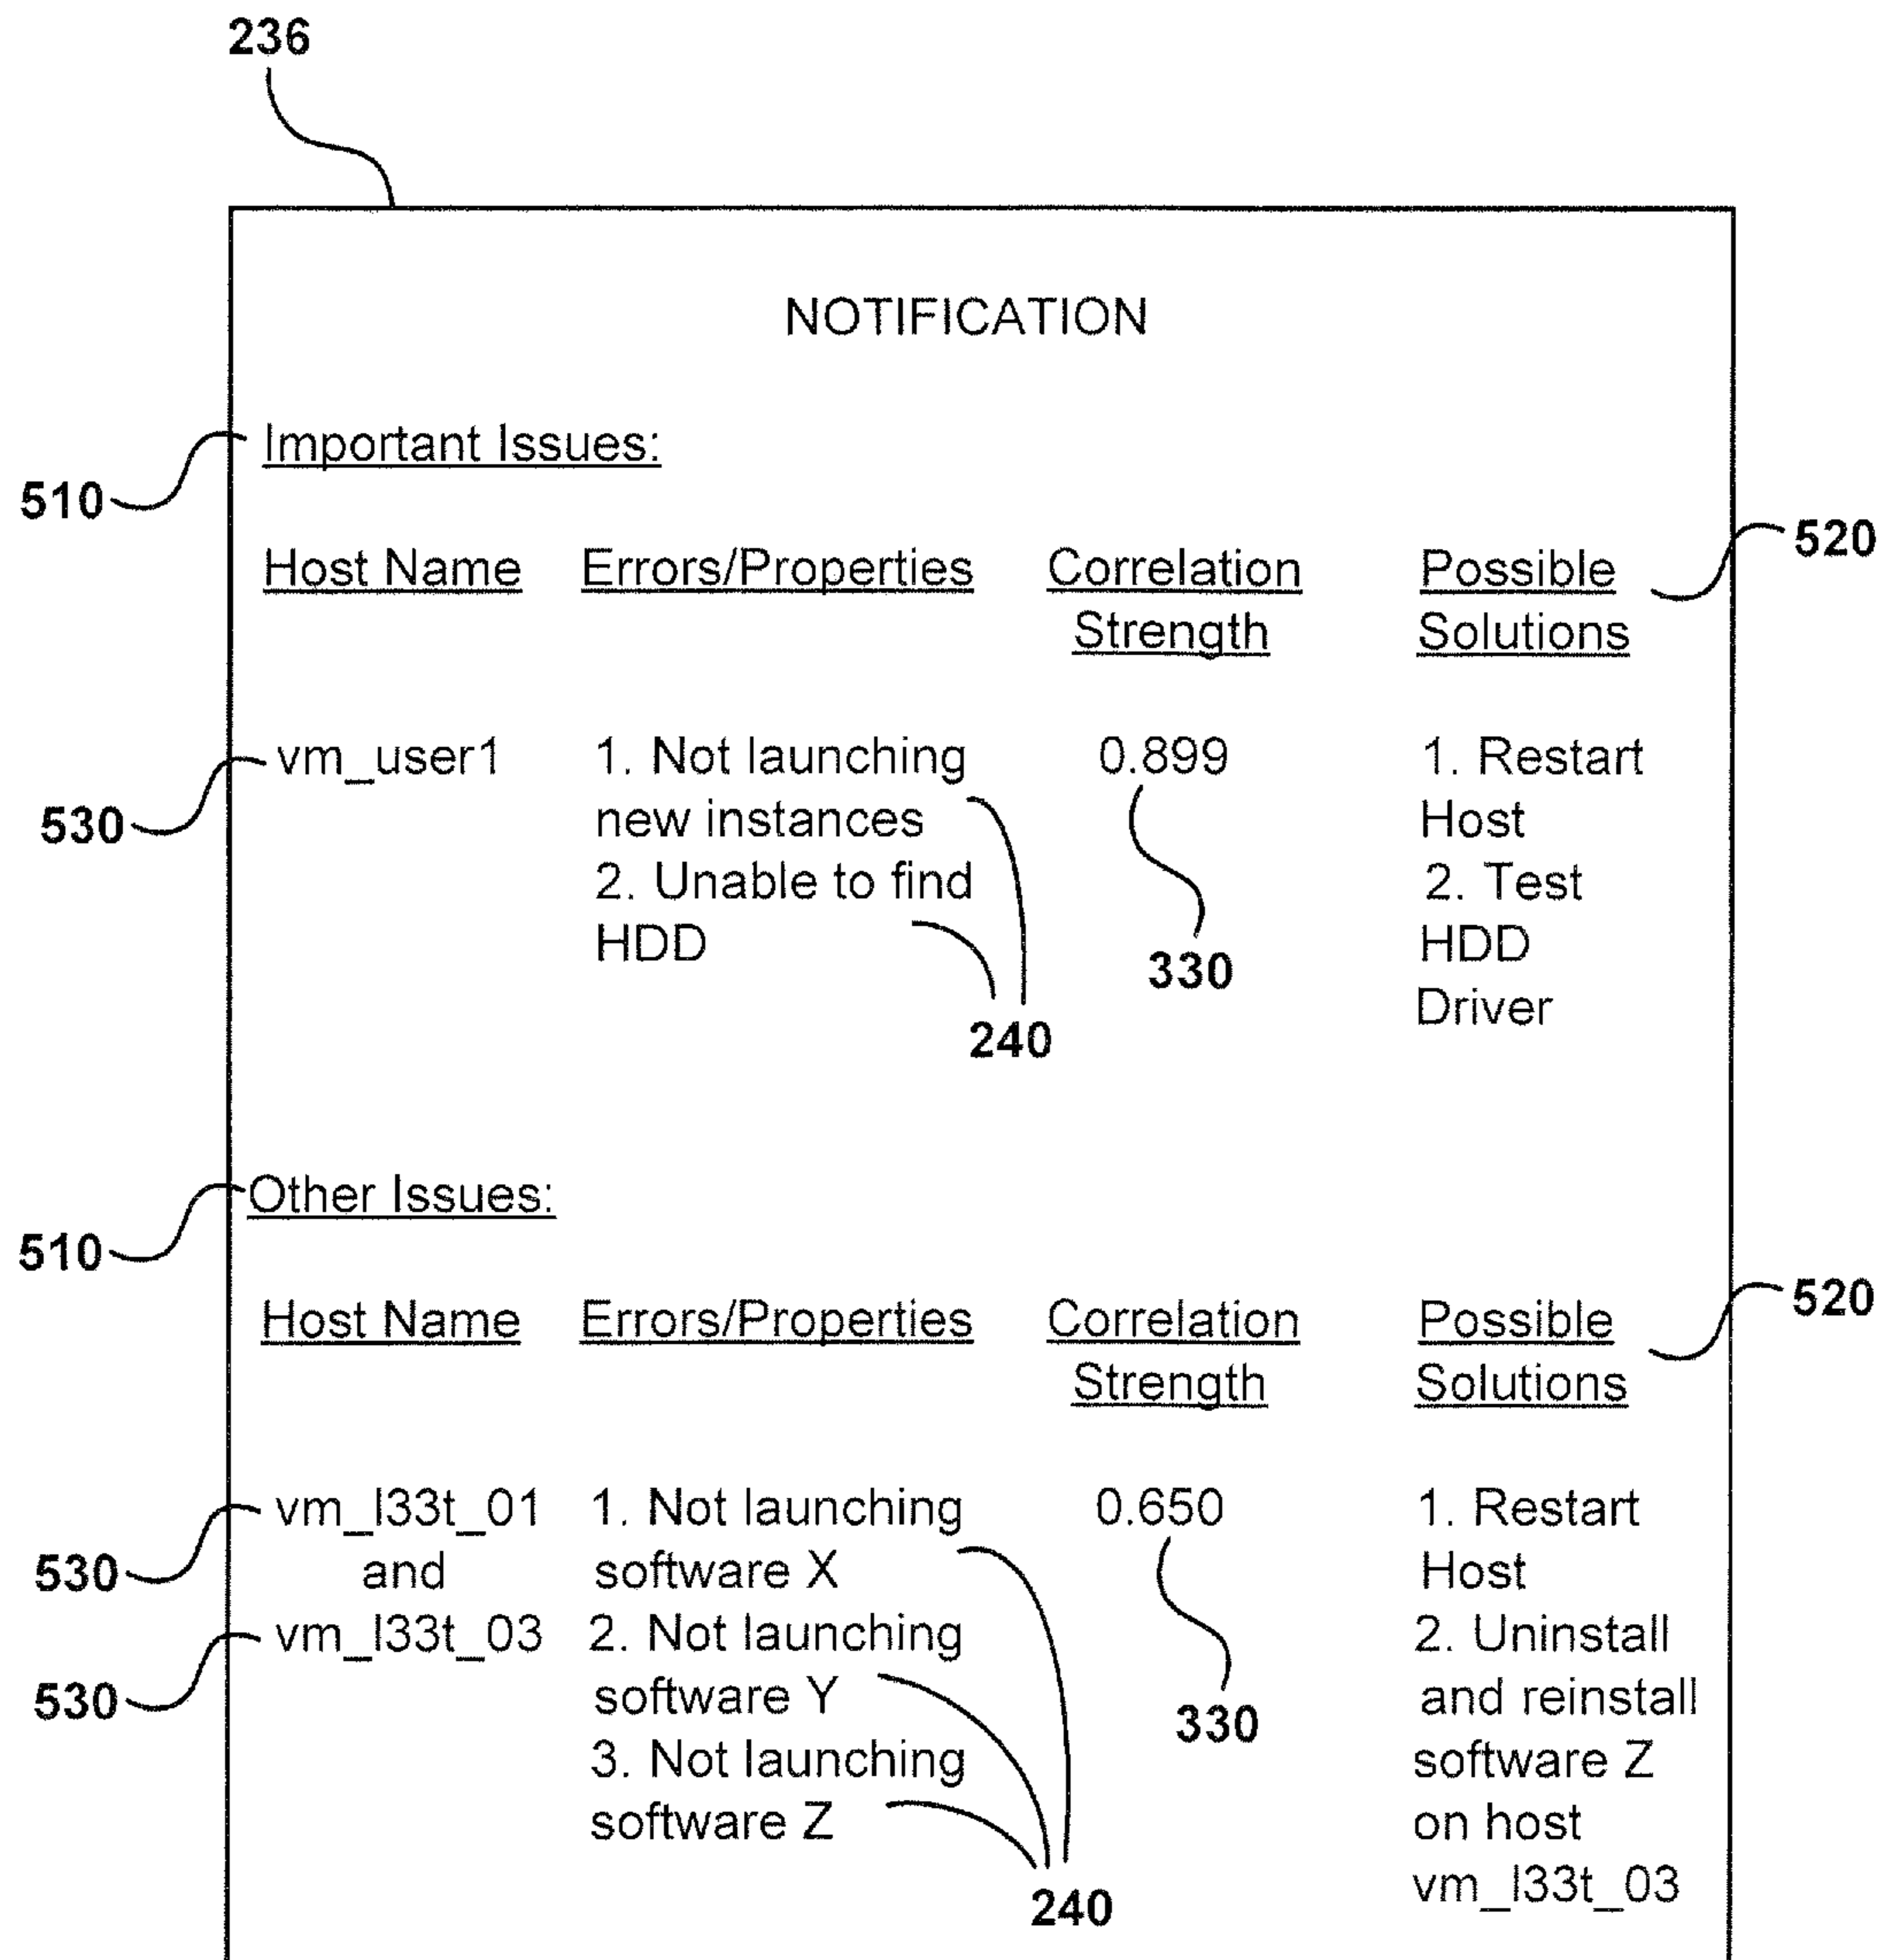 236
NOTIFICATION
Important Issues:
510
520
Host Name Errors/Properties Correlation Possible
Strength Solutions
vm_user1 1. Not launching 0.899 1. Restart
530 new instances Host
2. Unable to find 2. Test
HDD 330 HDD
240 Driver
Other Issues:
510
520
Host Name Errors/Properties Correlation Possible
Strength Solutions
vm_l33t_01 1. Not launching 0.650 1. Restart
530 and software X Host
vm_l33t_03 2. Not launching 2. Uninstall
530 software Y 330 and reinstall
3. Not launching software Z
software Z on host
240 vm_l33t_03